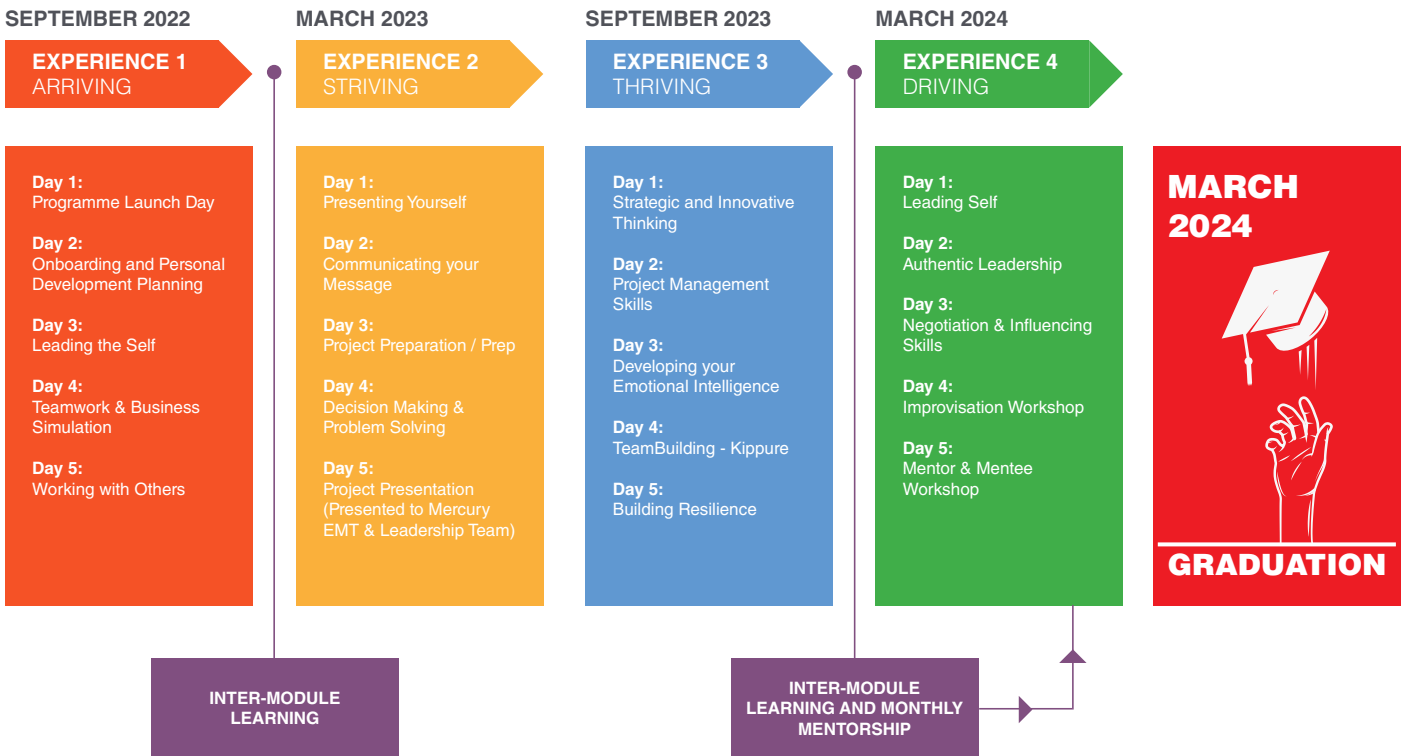 SEPTEMBER 2022
EXPERIENCE 1
ARRIVING
Day 1:
Programme Launch Day
Day 2:
Onboarding and Personal
Development Planning
Day 3:
Leading the Self
Day 4:
Teamwork & Business
Simulation
Day 5:
Working with Others
MARCH 2023
EXPERIENCE 2
STRIVING
Day 1:
Presenting Yourself
Day 2:
Communicating your
Message
Day 3:
Project Preparation / Prep
Day 4:
Decision Making &
Problem Solving
Day 5:
Project Presentation
(Presented to Mercury
EMT & Leadership Team)
SEPTEMBER 2023
EXPERIENCE 3
THRIVING
Day 1:
Strategic and Innovative
Thinking
Day 2:
Project Management
Skills
Day 3:
Developing your
Emotional Intelligence
Day 4:
TeamBuilding - Kippure
Day 5:
Building Resilience
MARCH 2024
EXPERIENCE 4
DRIVING
Day 1:
Leading Self
Day 2:
Authentic Leadership
Day 3:
Negotiation & Influencing
Skills
Day 4:
Improvisation Workshop
Day 5:
Mentor & Mentee
Workshop
MARCH
2024
GRADUATION
INTER-MODULE
LEARNING
INTER-MODULE
LEARNING AND MONTHLY
MENTORSHIP